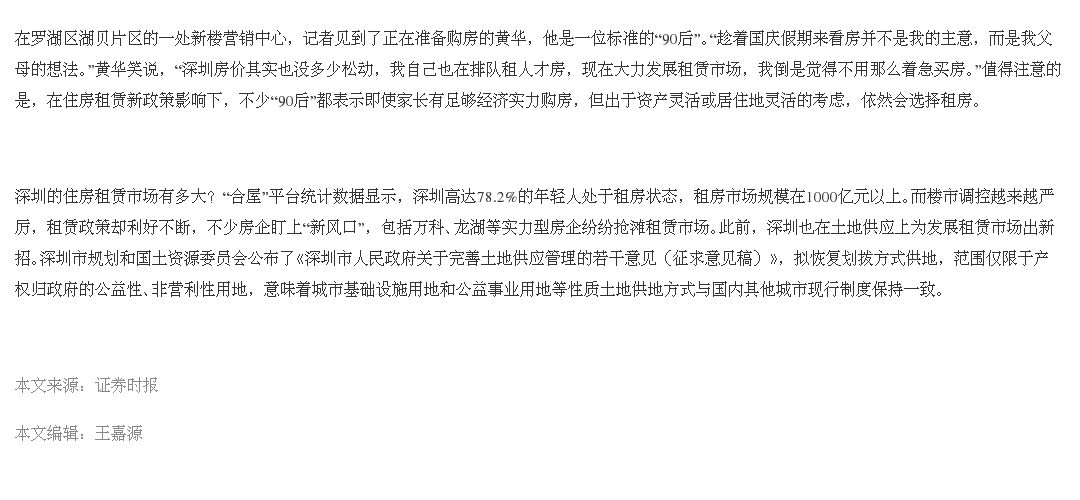 在罗湖区湖贝片区的一处新楼营销中心，记者见到了正在准备购房的黄华，他是一位标准的“90后”。“趁着国庆假期来看房并不是我的主意，而是我父
母的想法。”黄华笑说，“深圳房价其实也没多少松动，我自己也在排队租人才房，现在大力发展租赁市场，我倒是觉得不用那么着急买房。”值得注意的
是，在住房租赁新政策影响下，不少“90后”都表示即使家长有足够经济实力购房，但出于资产灵活或居住地灵活的考虑，依然会选择租房。
深圳的住房租赁市场有多大？“合屋”平台统计数据显示，深圳高达78.2%的年轻人处于租房状态，租房市场规模在1000亿元以上。而楼市调控越来越严
厉，租赁政策却利好不断，不少房企盯上“新风口”，包括万科、龙湖等实力型房企纷纷抢滩租赁市场。此前，深圳也在土地供应上为发展租赁市场出新
招。深圳市规划和国土资源委员会公布了《深圳市人民政府关于完善土地供应管理的若干意见（征求意见稿）》，拟恢复划拨方式供地，范围仅限于产
权归政府的公益性、非营利性用地，意味着城市基础设施用地和公益事业用地等性质土地供地方式与国内其他城市现行制度保持一致。
本文来源：证券时报
本文编辑：王嘉源